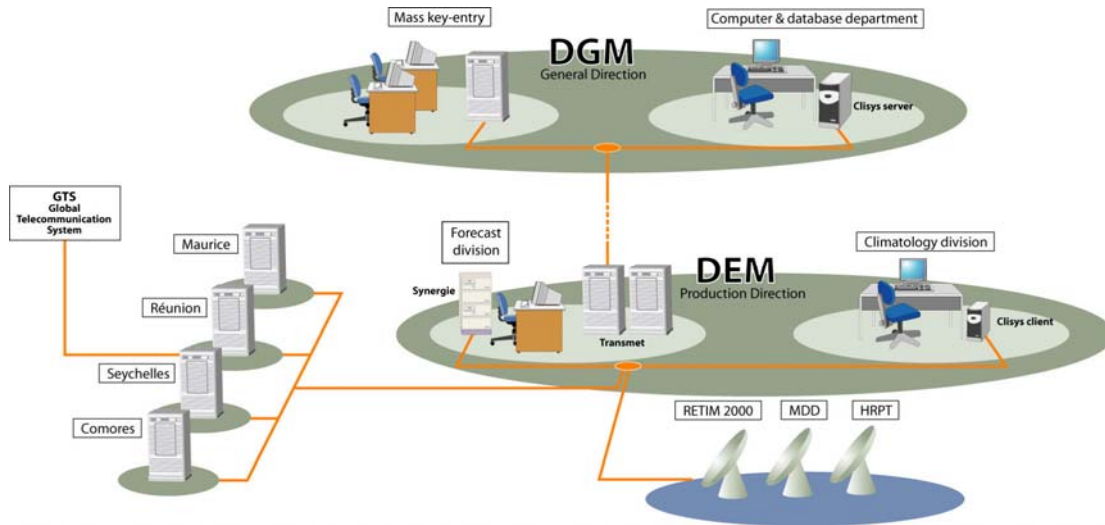 Mass key-entry
Computer & database department
DGM
General Direction
Clisys server
GTS
Global
Telecommunication
System
Maurice
Réunion
Seychelles
Comores
Forecast
division
Synergie
Transmet
DEM
Production Direction
Climatology division
Clisys client
RETIM 2000
MDD
HRPT